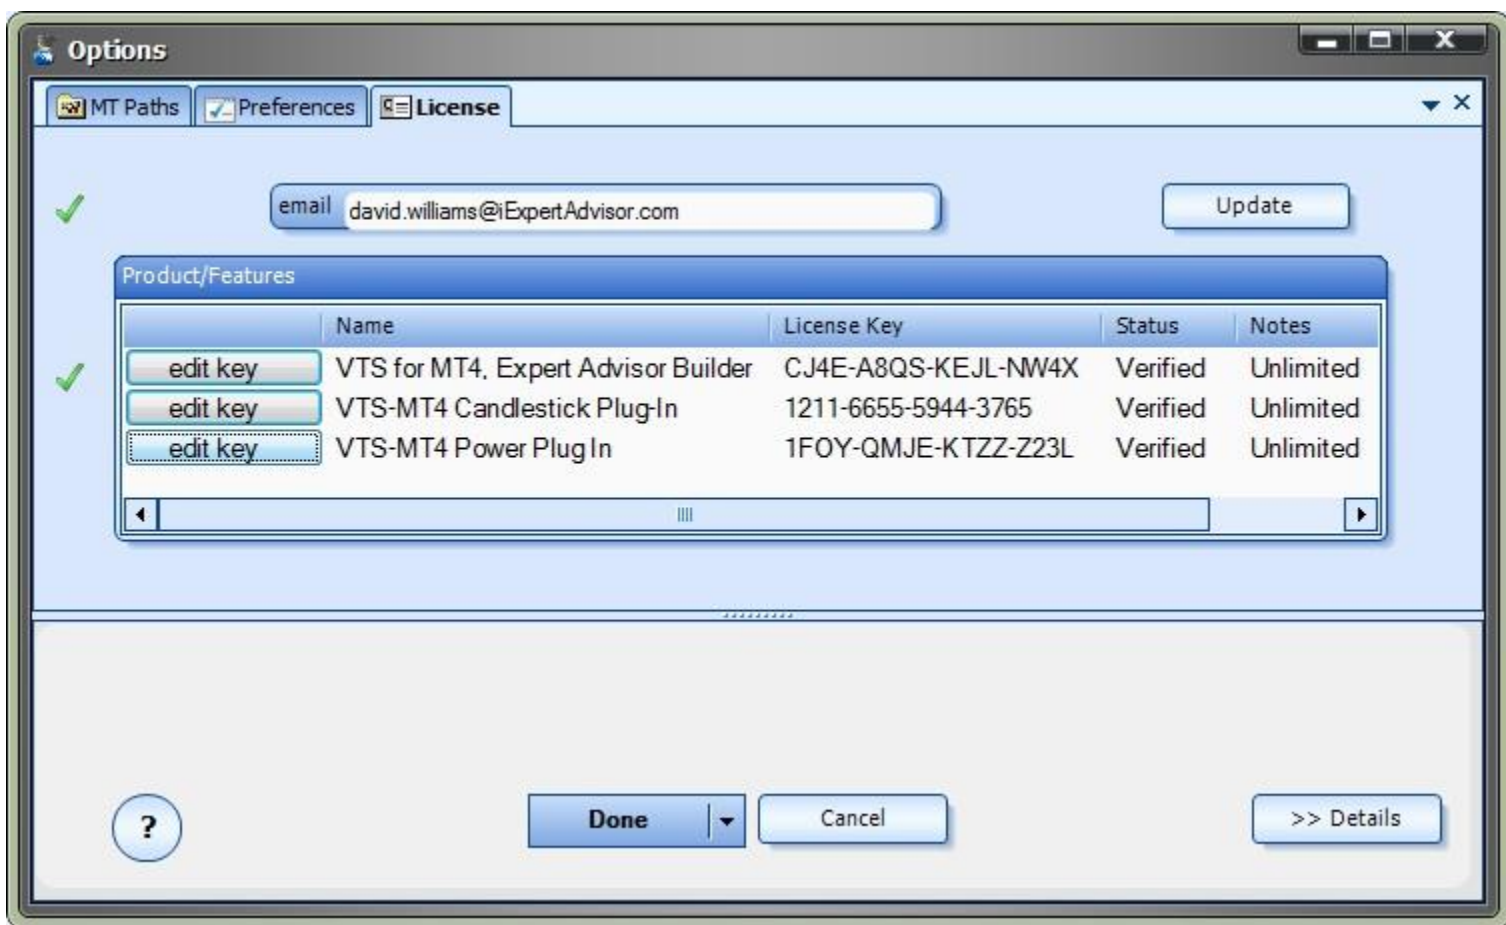 Options
MT Paths Preferences License
email david.williams@iExpertAdvisor.com Update
Product/Features
Name License Key Status Notes
edit key VTS for MT4, Expert Advisor Builder CJ4E-A8QS-KEJL-NW4X Verified Unlimited
edit key VTS-MT4 Candlestick Plug-In 1211-6655-5944-3765 Verified Unlimited
edit key VTS-MT4 Power Plug In 1FOY-QMJE-KTZZ-Z23L Verified Unlimited
? Done Cancel >> Details